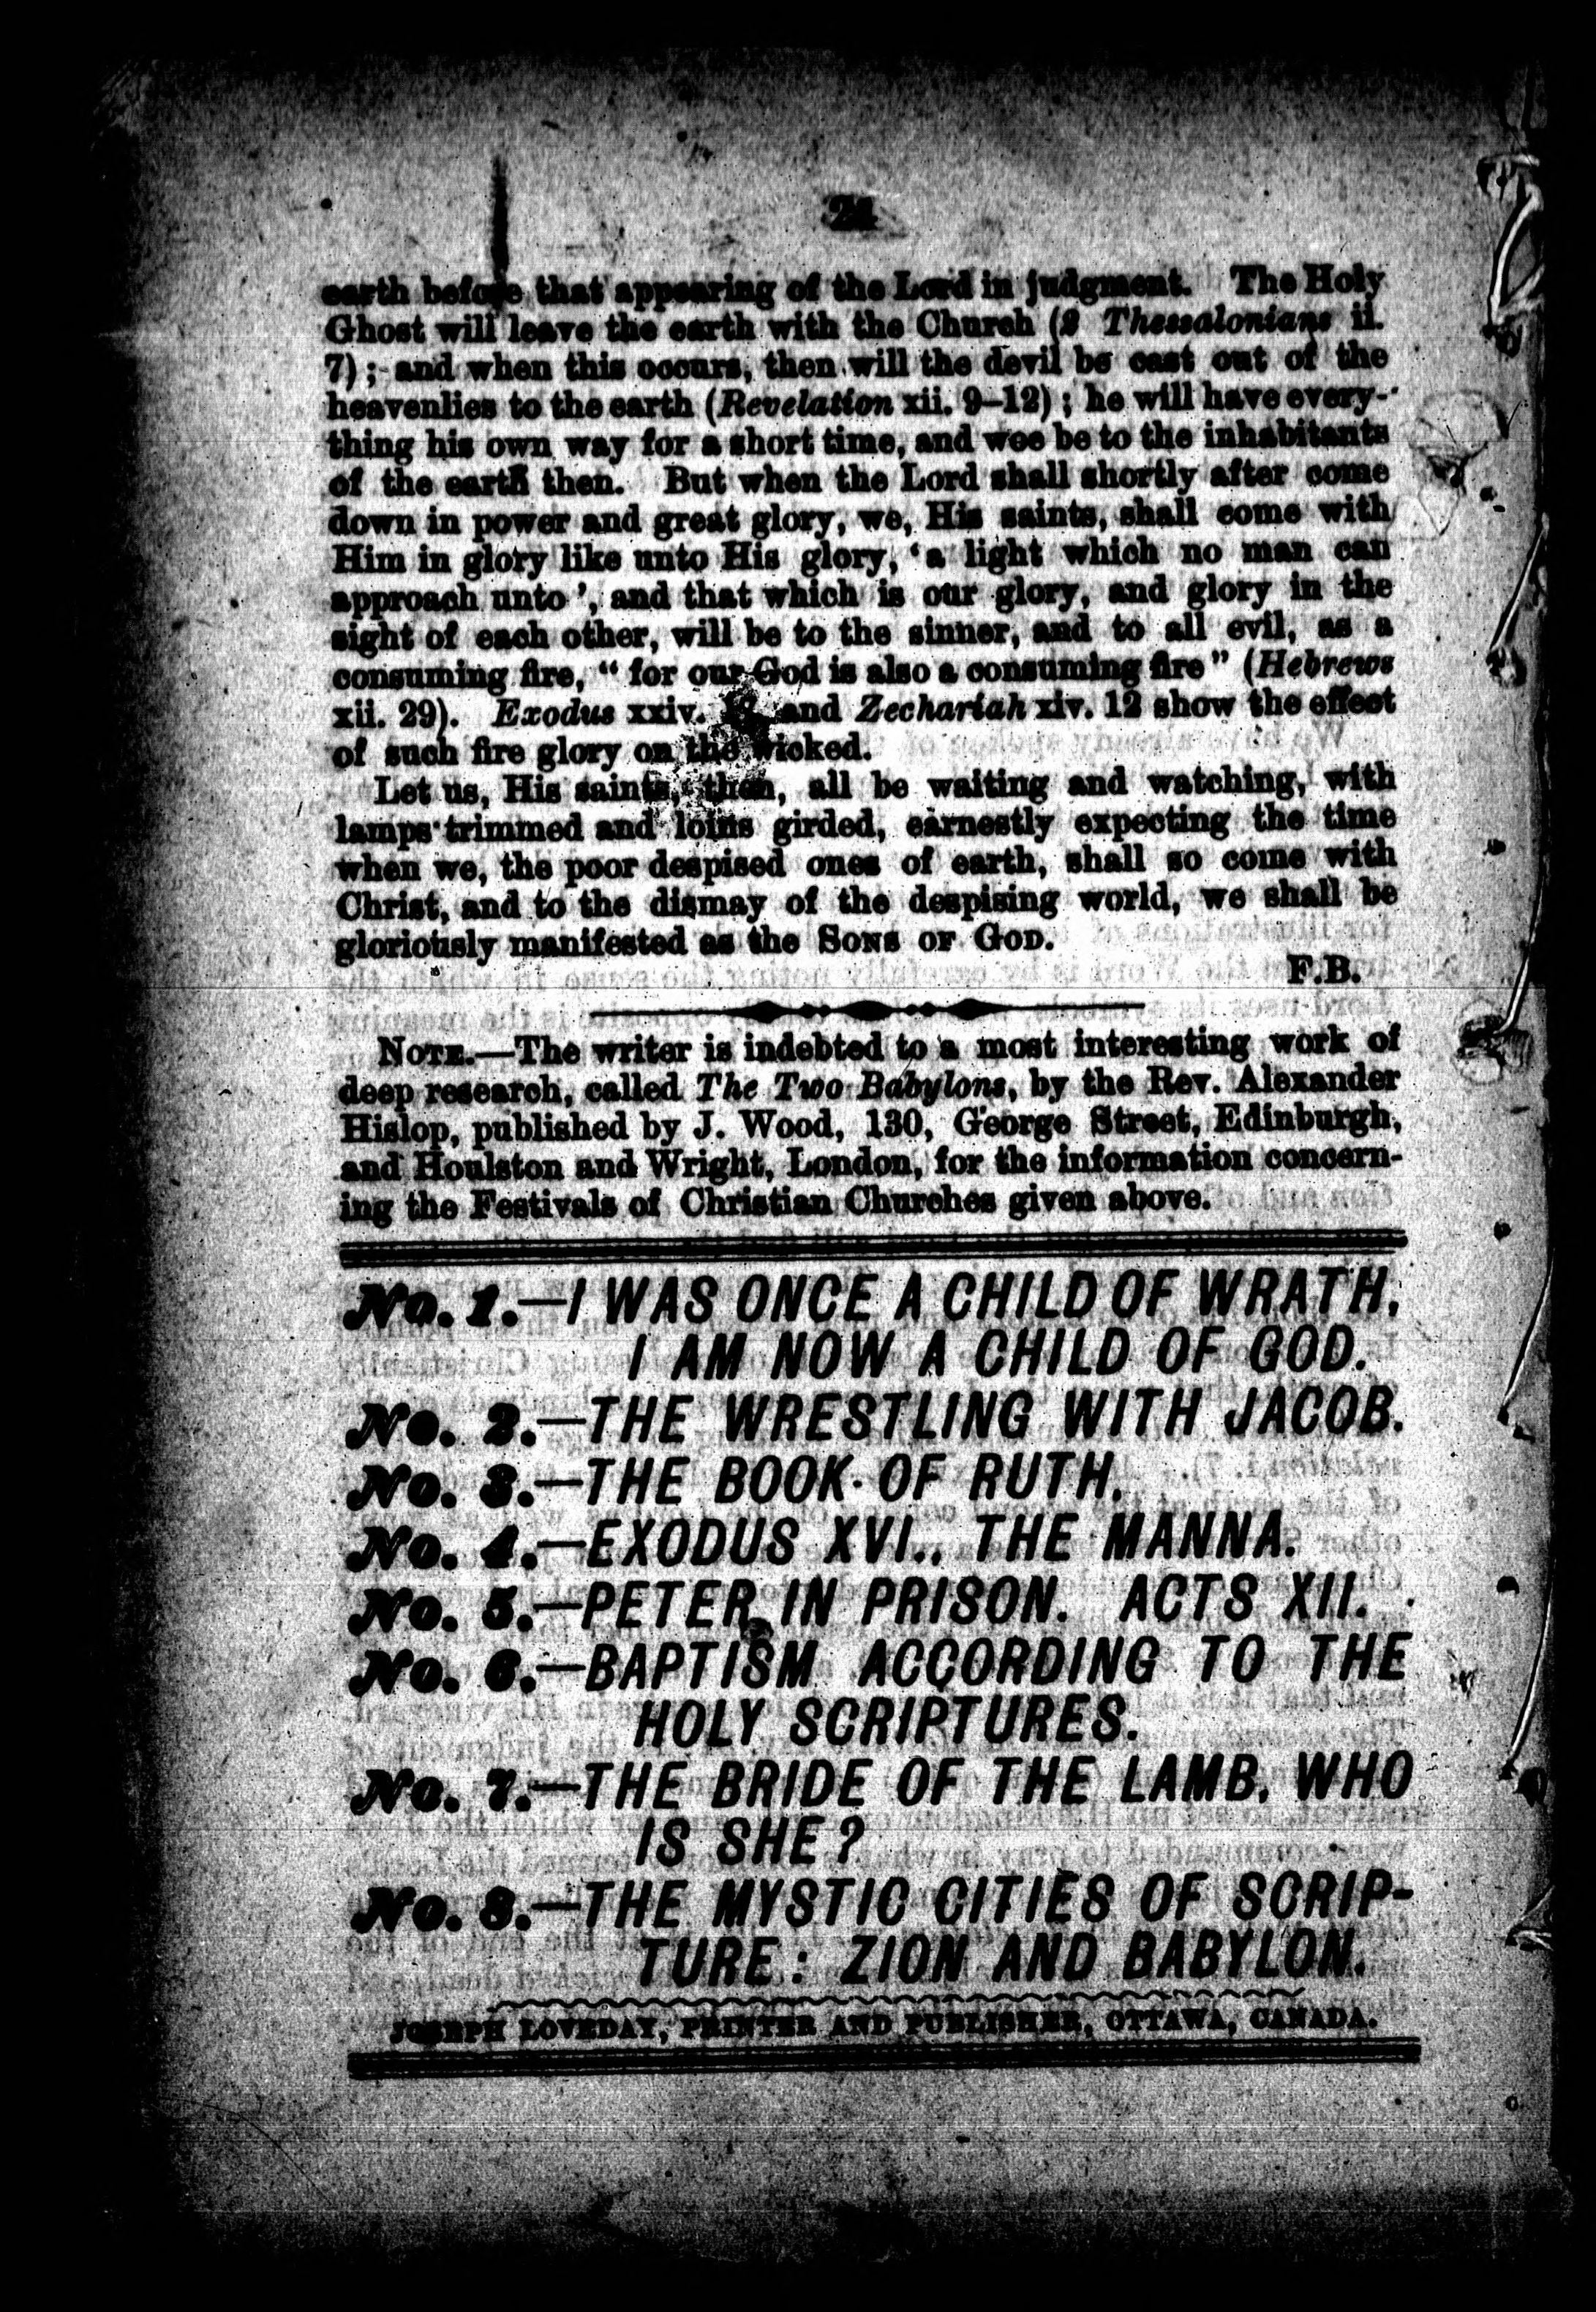 24
earth before that appearing of the Lord in judgment. The Holy
Ghost will leave the earth with the Church (2 Thessalonians ii.
7); and when this occurs, then will the devil be cast out of the
heavenlies to the earth (Revelation xii. 9–12); he will have every-
thing his own way for a short time, and woe be to the inhabitants
of the earth then. But when the Lord shall shortly after come
down in power and great glory, we, His saints, shall come with
Him in glory like unto His glory, ‘a light which no man can
approach unto’, and that which is our glory, and glory in the
sight of each other, will be to the sinner, and to all evil, as a
consuming fire, “for our God is also a consuming fire” (Hebrews
xii. 29). Exodus xxiv. and Zechariah xiv. 12 show the effect
of such fire glory on the wicked.
Let us, His saints, then, all be waiting and watching, with
lamps trimmed and loins girded, earnestly expecting the time
when we, the poor despised ones of earth, shall so come with
Christ, and to the dismay of the despising world, we shall be
gloriously manifested as the SONS OF GOD.
F.B.
NOTE.—The writer is indebted to a most interesting work of
deep research, called The Two Babylons, by the Rev. Alexander
Hislop, published by J. Wood, 130, George Street, Edinburgh,
and Houlston and Wright, London, for the information concern-
ing the Festivals of Christian Churches given above.
No. 1.—I WAS ONCE A CHILD OF WRATH,
I AM NOW A CHILD OF GOD.
No. 2.—THE WRESTLING WITH JACOB.
No. 3.—THE BOOK OF RUTH.
No. 4.—EXODUS XVI., THE MANNA.
No. 5.—PETER IN PRISON. ACTS XII.
No. 6.—BAPTISM ACCORDING TO THE
HOLY SCRIPTURES.
No. 7.—THE BRIDE OF THE LAMB, WHO
IS SHE?
No. 8.—THE MYSTIC CITIES OF SCRIP-
TURE: ZION AND BABYLON.
JOSEPH LOVEDAY, PRINTER AND PUBLISHER, OTTAWA, CANADA.